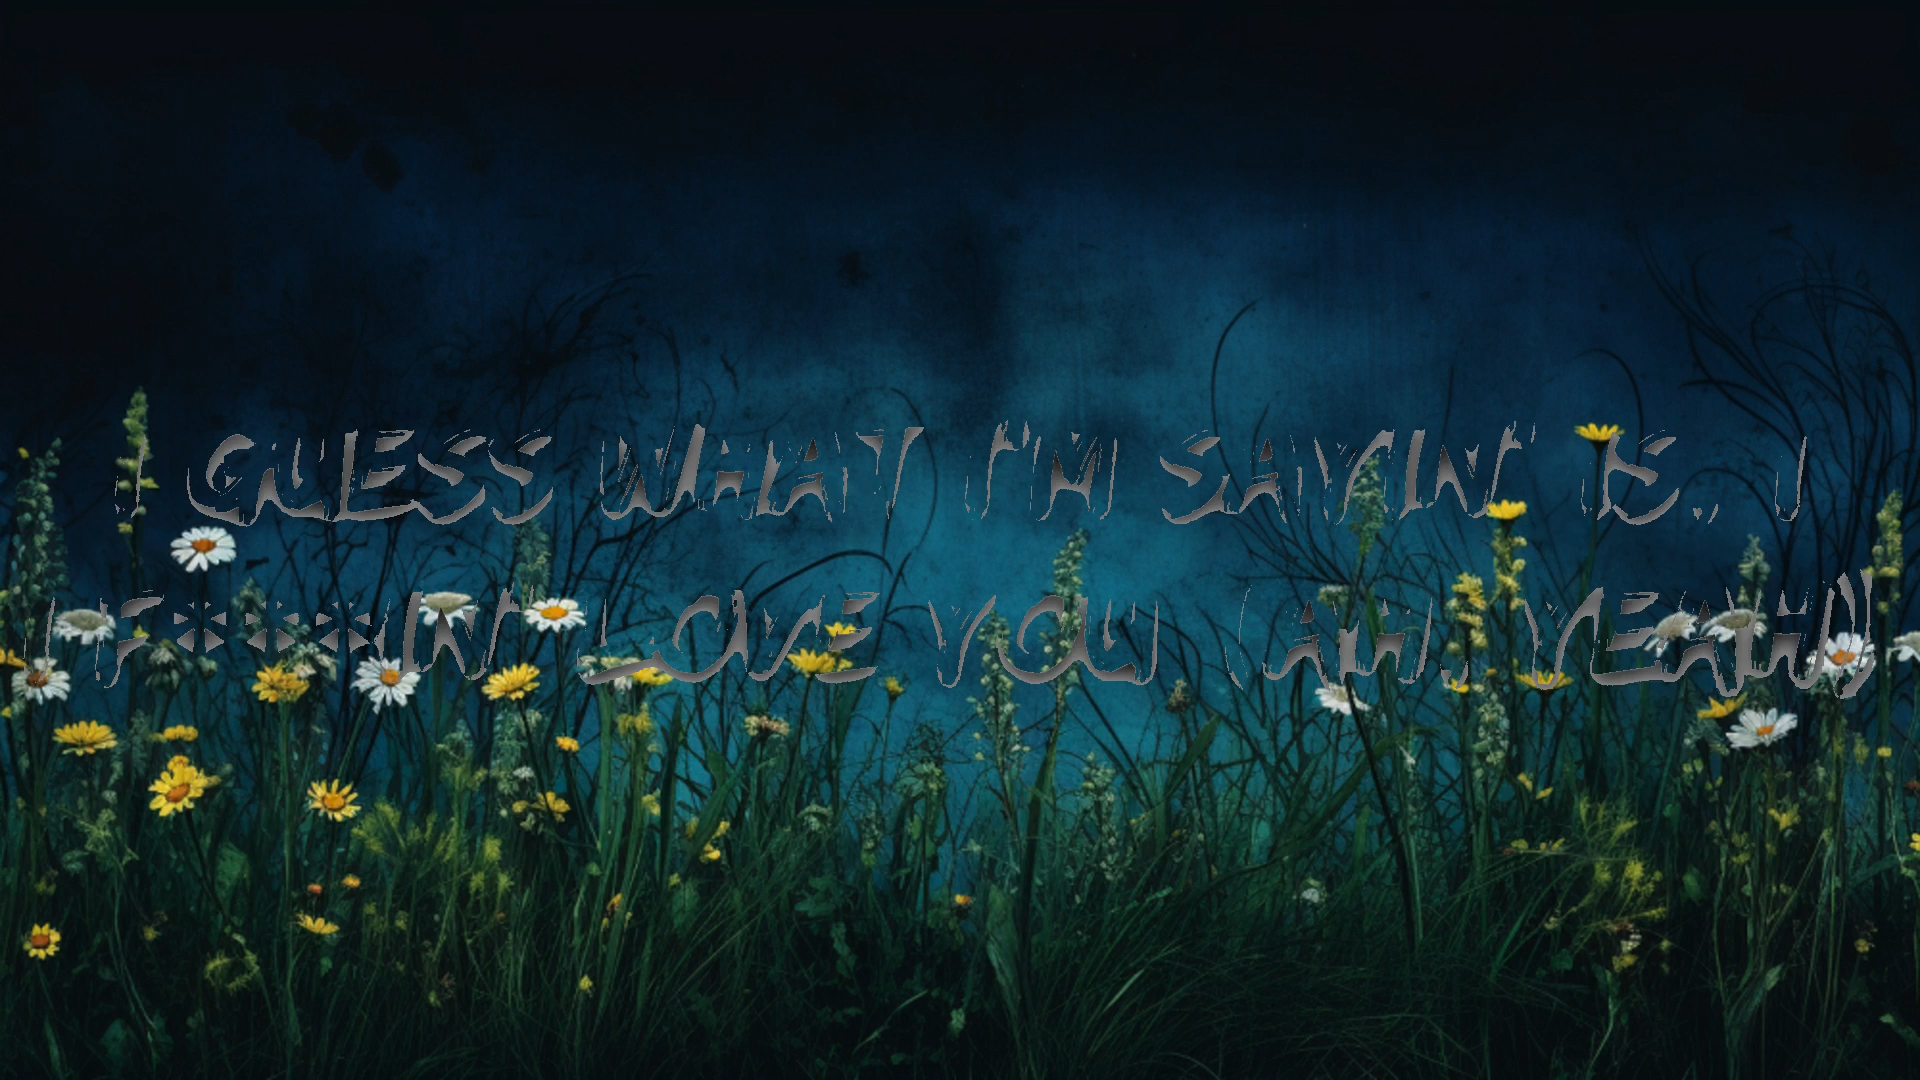 I GUESS WHAT I'M SAYIN' IS, I
I F****IN' LOVE YOU (AH, YEAH)